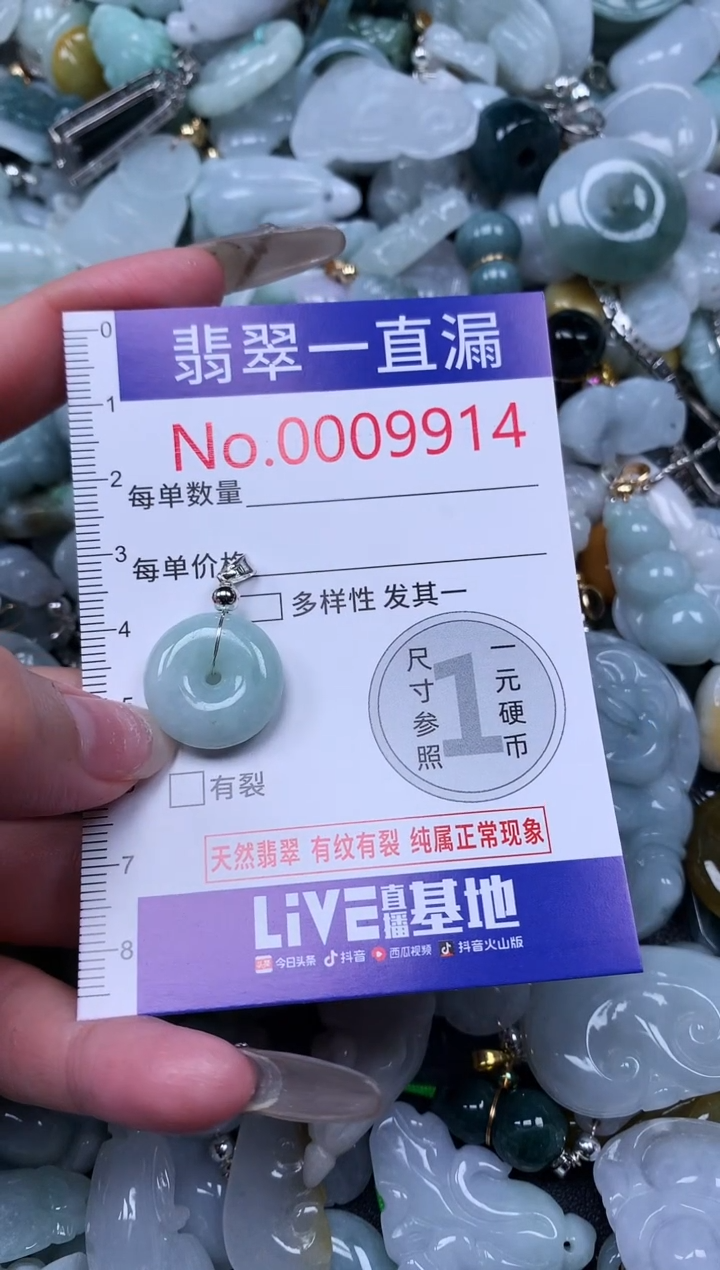 翡翠一直漏
No.0009914
每单数量
每单价格
多样性 发其一
尺寸参照
1
一元硬币
有裂
天然翡翠 有纹有裂 纯属正常现象
LiVE直播基地
今日头条 抖音 西瓜视频 抖音火山版
0
1
2
3
4
5
7
8